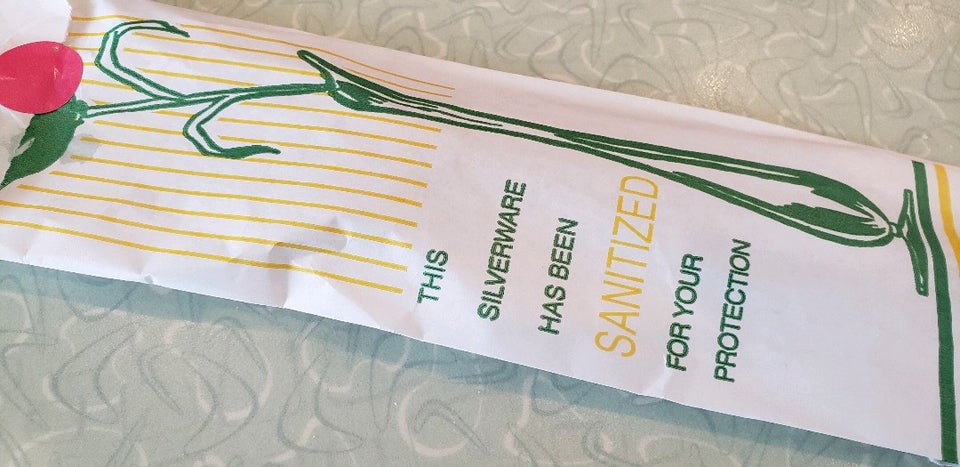 THIS
SILVERWARE
HAS BEEN
SANITIZED
FOR YOUR
PROTECTION